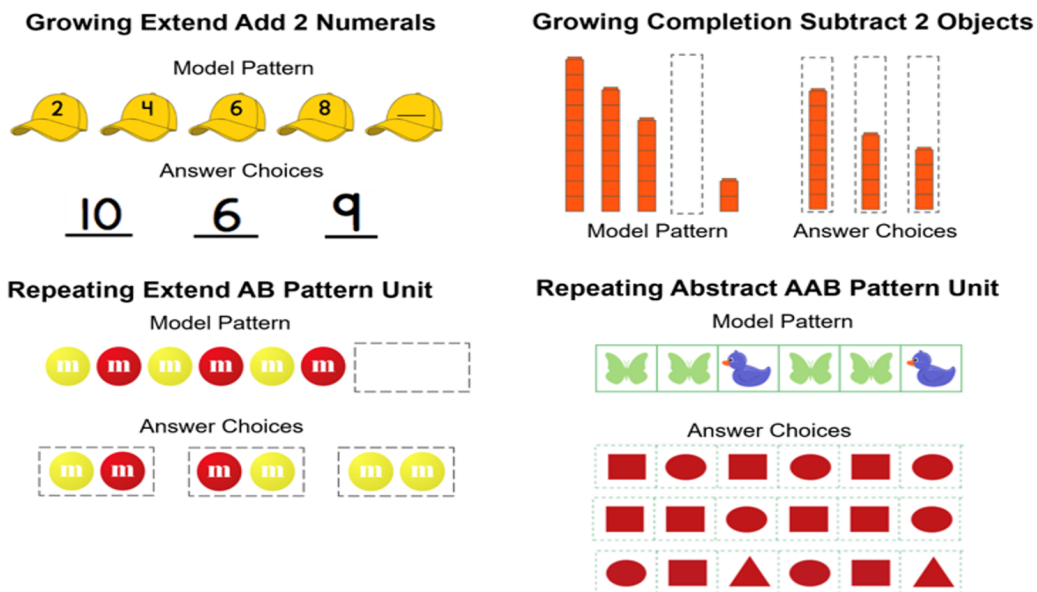 Growing Extend Add 2 Numerals
Model Pattern
2 4 6 8 __
Answer Choices
10 6 9
Growing Completion Subtract 2 Objects
Model Pattern
Answer Choices
Repeating Extend AB Pattern Unit
Model Pattern
m m m m m m
Answer Choices
m m m m m m
Repeating Abstract AAB Pattern Unit
Model Pattern
Answer Choices